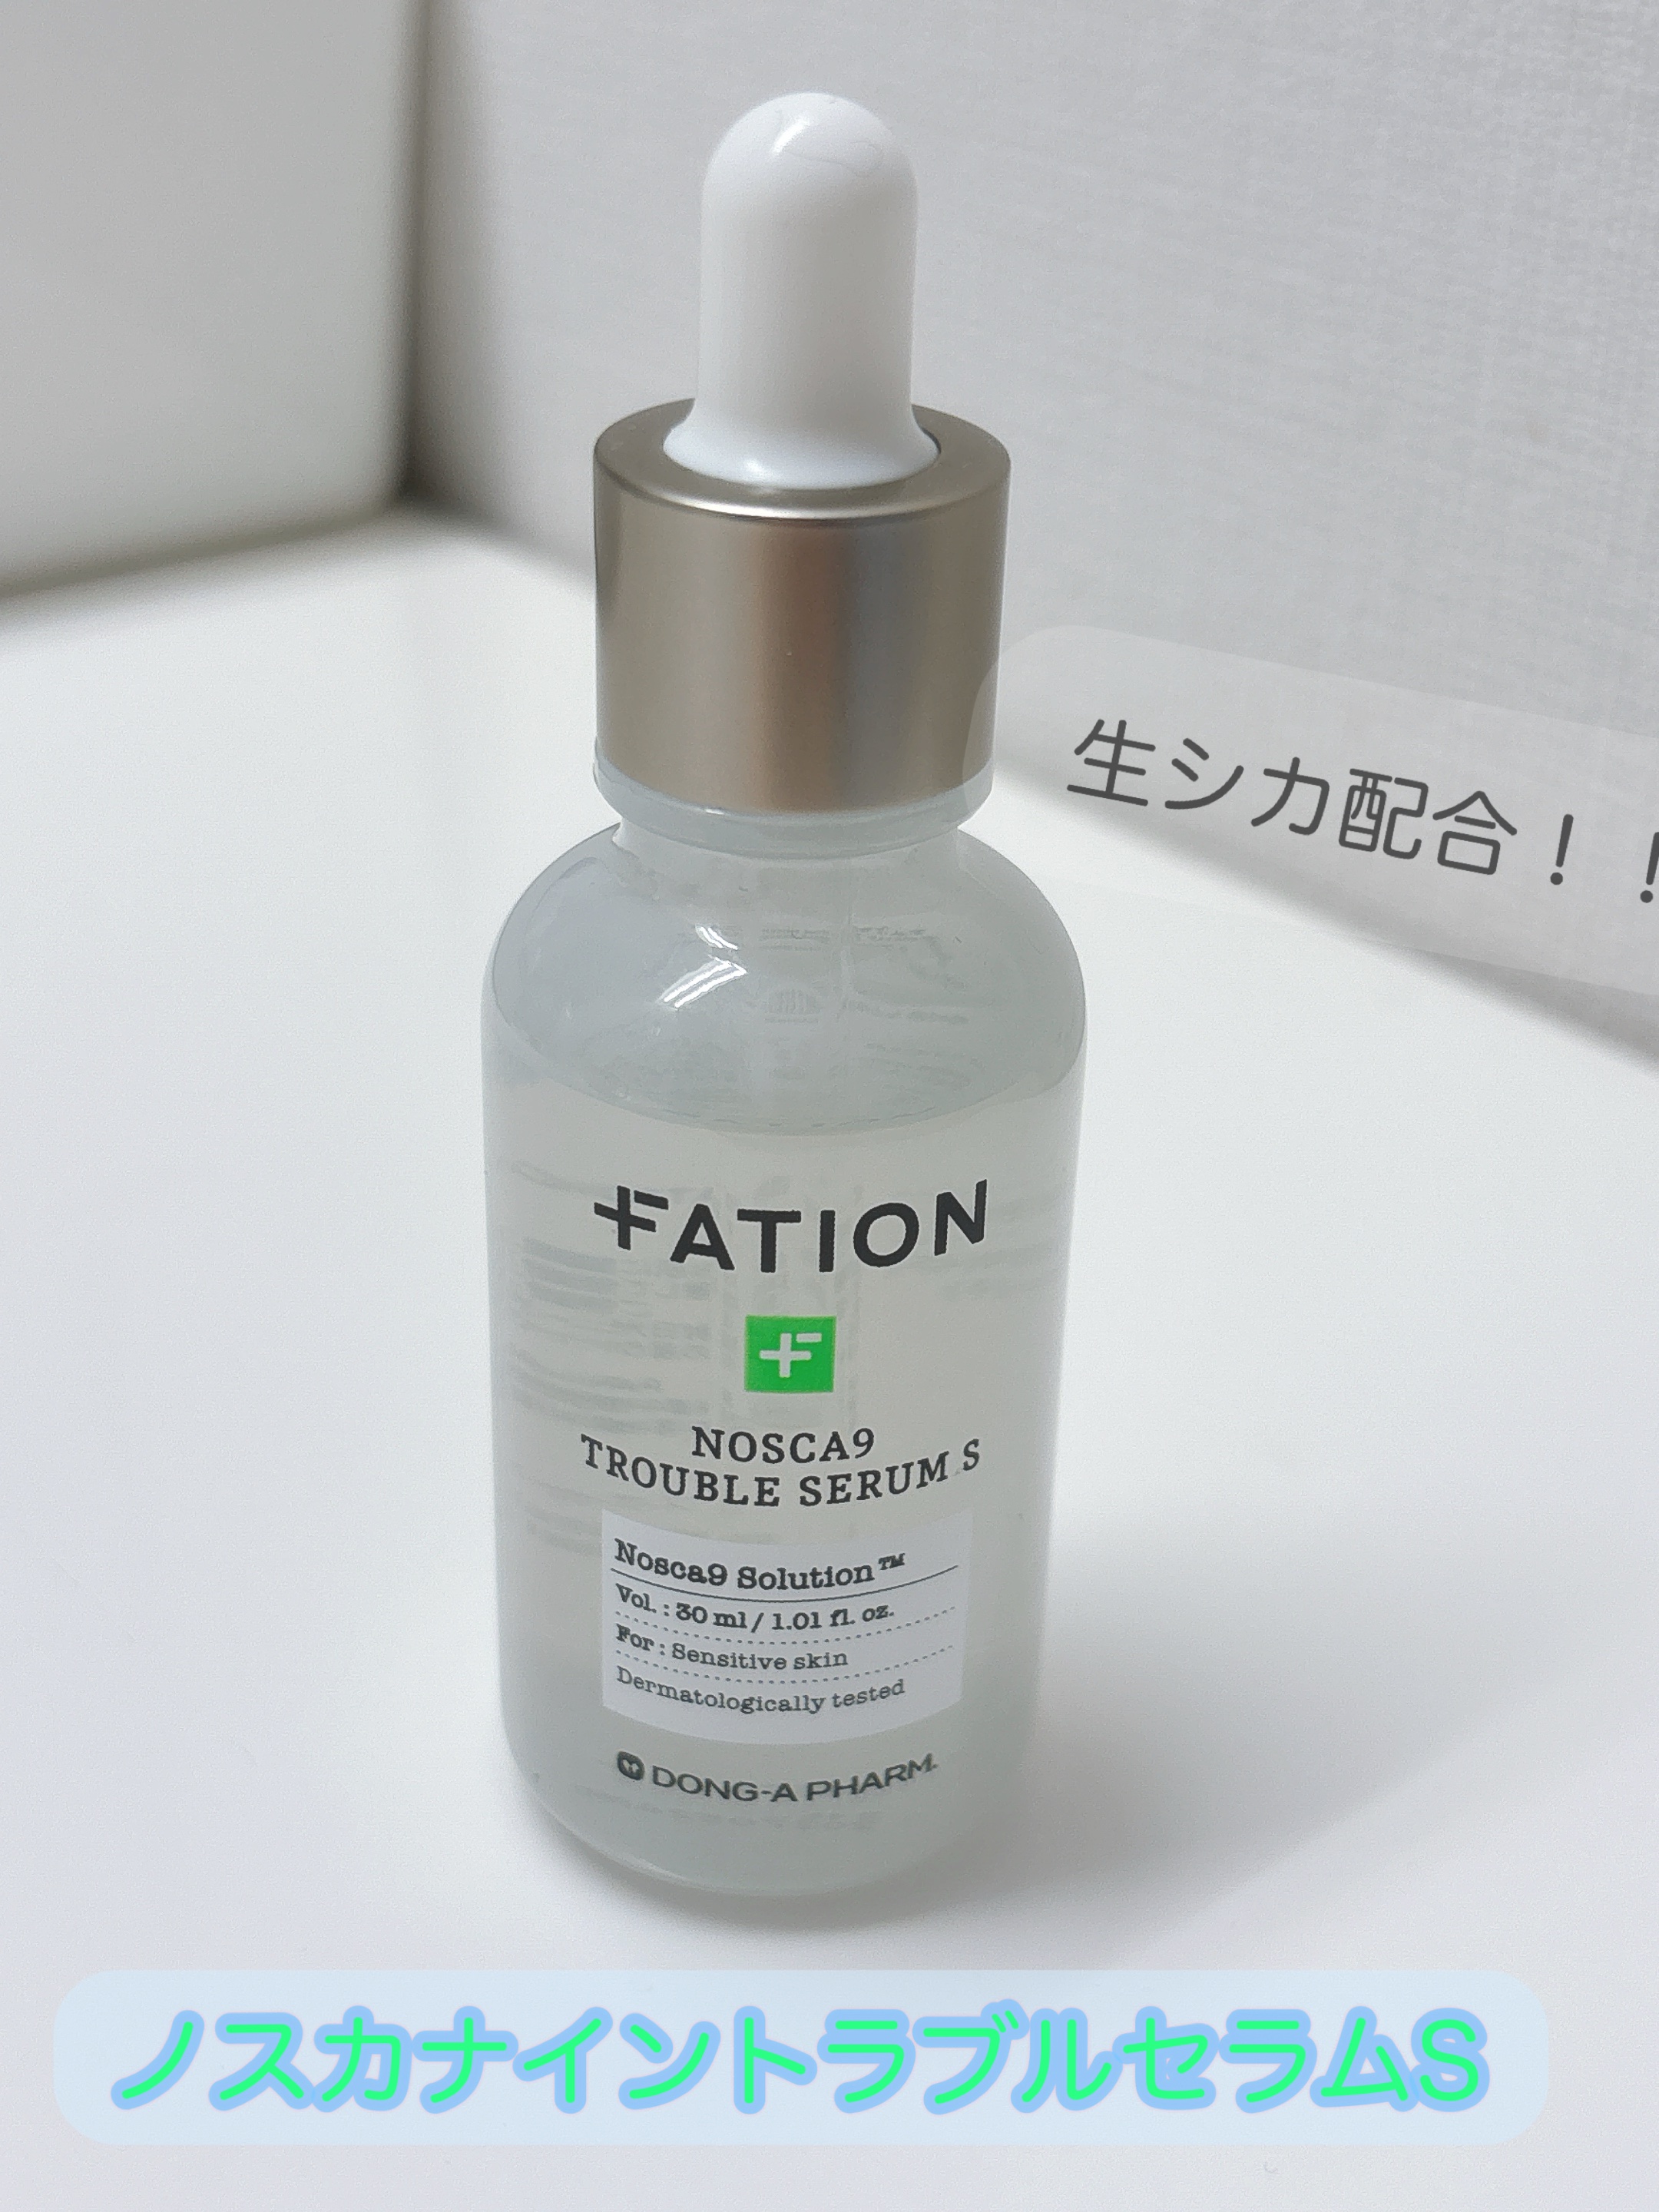 生シカ配合！！
FATION
NOSCA9
TROUBLE SERUM S
Nosca9 Solution™
Vol. : 30 ml / 1.01 fl. oz.
For : Sensitive skin
Dermatologically tested
DONG-A PHARM.
ノスカナイントラブルセラムS